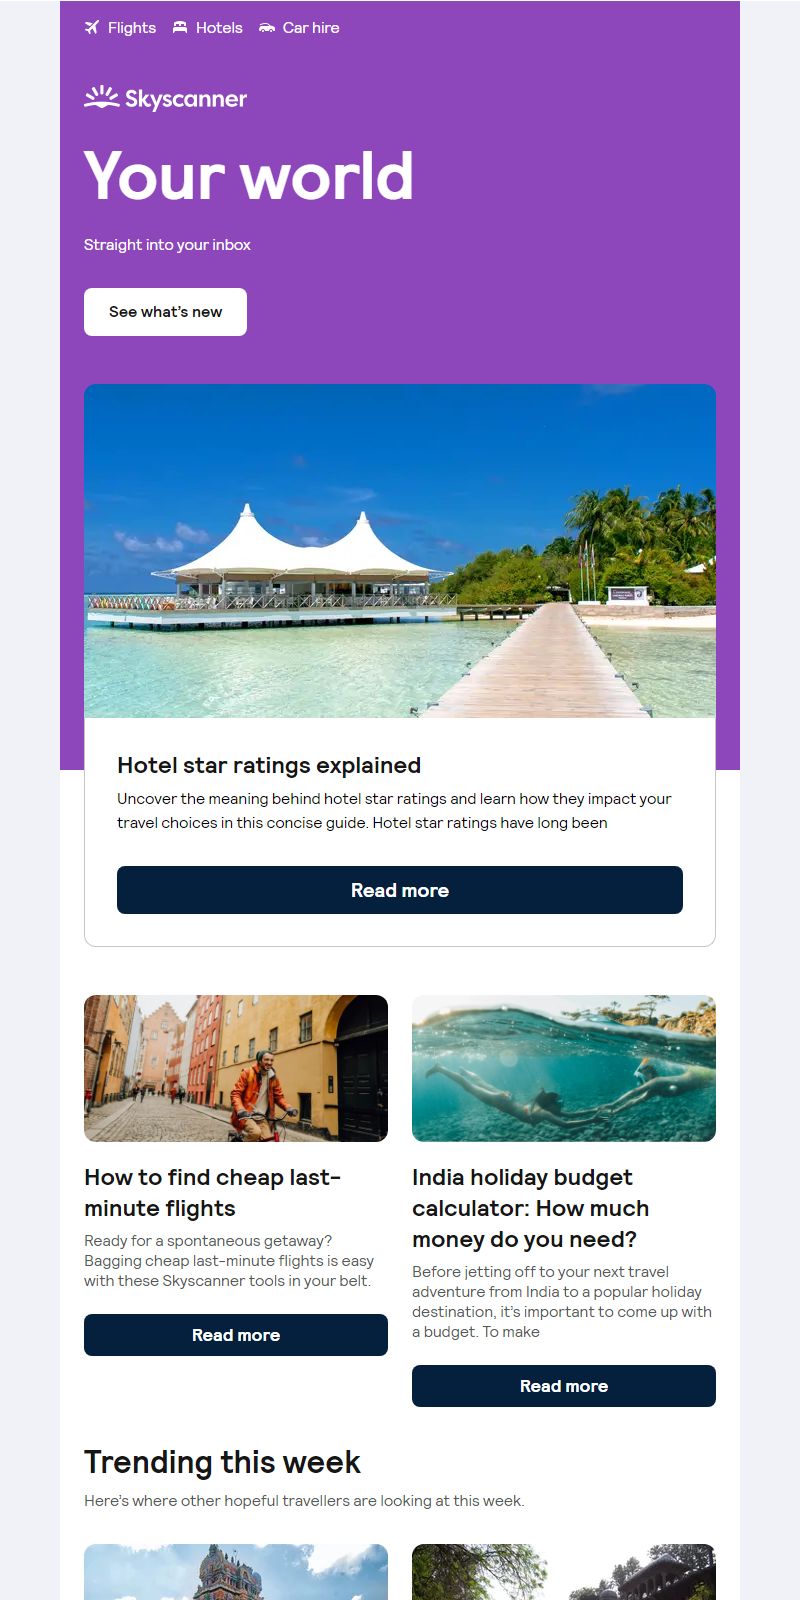 Flights Hotels Car hire
Skyscanner
Your world
Straight into your inbox
See what's new
Hotel star ratings explained
Uncover the meaning behind hotel star ratings and learn how they impact your
travel choices in this concise guide. Hotel star ratings have long been
Read more
How to find cheap last-
minute flights
Ready for a spontaneous getaway?
Bagging cheap last-minute flights is easy
with these Skyscanner tools in your belt.
Read more
India holiday budget
calculator: How much
money do you need?
Before jetting off to your next travel
adventure from India to a popular holiday
destination, it's important to come up with
a budget. To make
Read more
Trending this week
Here's where other hopeful travellers are looking at this week.